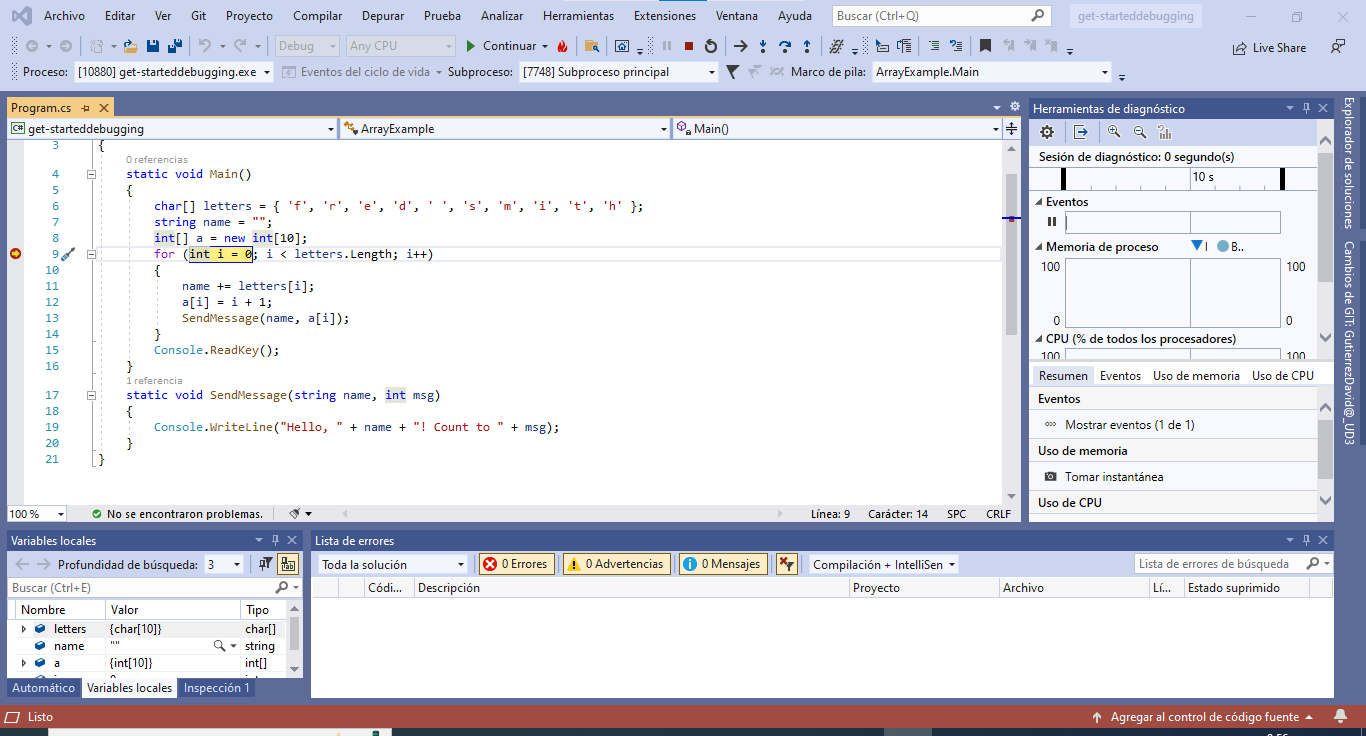 Archivo Editar Ver Git Proyecto Compilar Depurar Prueba Analizar Herramientas Extensiones Ventana Ayuda Buscar (Ctrl+Q) get-starteddebugging
Debug Any CPU Continuar Live Share
Proceso: [10880] get-starteddebugging.exe Eventos del ciclo de vida Subproceso: [7748] Subproceso principal Marco de pila: ArrayExample.Main
Program.cs
C# get-starteddebugging ArrayExample Main()
3 {
0 referencias
4 static void Main()
5 {
6 char[] letters = { 'f', 'r', 'e', 'd', ' ', 's', 'm', 'i', 't', 'h' };
7 string name = "";
8 int[] a = new int[10];
9 for (int i = 0; i < letters.Length; i++)
10 {
11 name += letters[i];
12 a[i] = i + 1;
13 SendMessage(name, a[i]);
14 }
15 Console.ReadKey();
16 }
1 referencia
17 static void SendMessage(string name, int msg)
18 {
19 Console.WriteLine("Hello, " + name + "! Count to " + msg);
20 }
21 }
100 % No se encontraron problemas. Línea: 9 Carácter: 14 SPC CRLF
Herramientas de diagnóstico
Sesión de diagnóstico: 0 segundo(s)
10 s
Eventos
Memoria de proceso I B..
100 100
0 0
CPU (% de todos los procesadores)
100 100
Resumen Eventos Uso de memoria Uso de CPU
Eventos
Mostrar eventos (1 de 1)
Uso de memoria
Tomar instantánea
Uso de CPU
Explorador de soluciones
Cambios de GIT: GutierrezDavid@_UD3
Variables locales
Profundidad de búsqueda: 3
Buscar (Ctrl+E)
Nombre Valor Tipo
letters {char[10]} char[]
name "" string
a {int[10]} int[]
Automático Variables locales Inspección 1
Lista de errores
Toda la solución 0 Errores 0 Advertencias 0 Mensajes Compilación + IntelliSen Lista de errores de búsqueda
Códi... Descripción Proyecto Archivo Lí... Estado suprimido
Listo Agregar al control de código fuente